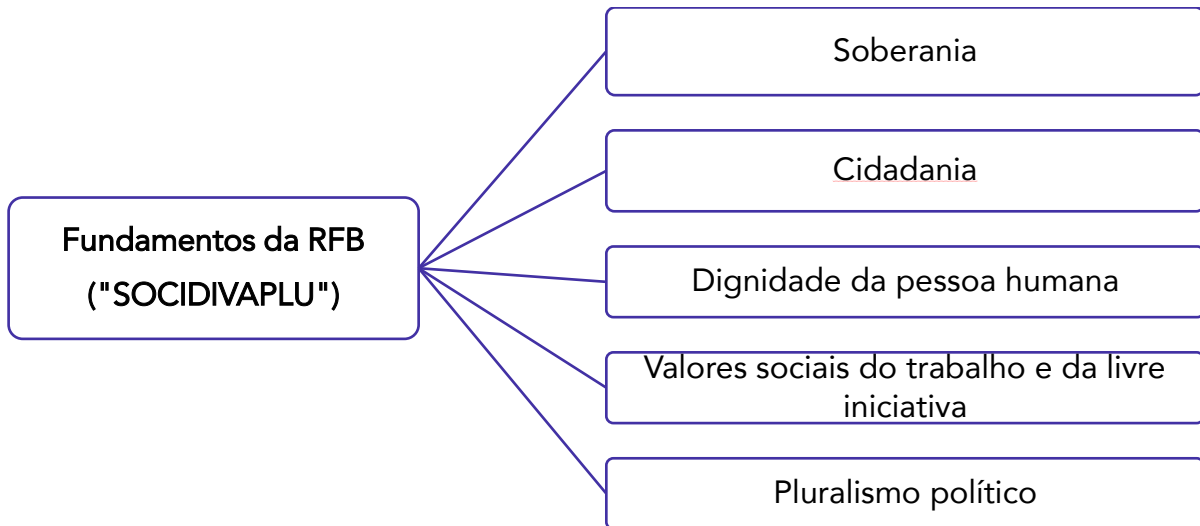 Fundamentos da RFB
("SOCIDIVAPLU")
Soberania
Cidadania
Dignidade da pessoa humana
Valores sociais do trabalho e da livre
iniciativa
Pluralismo político